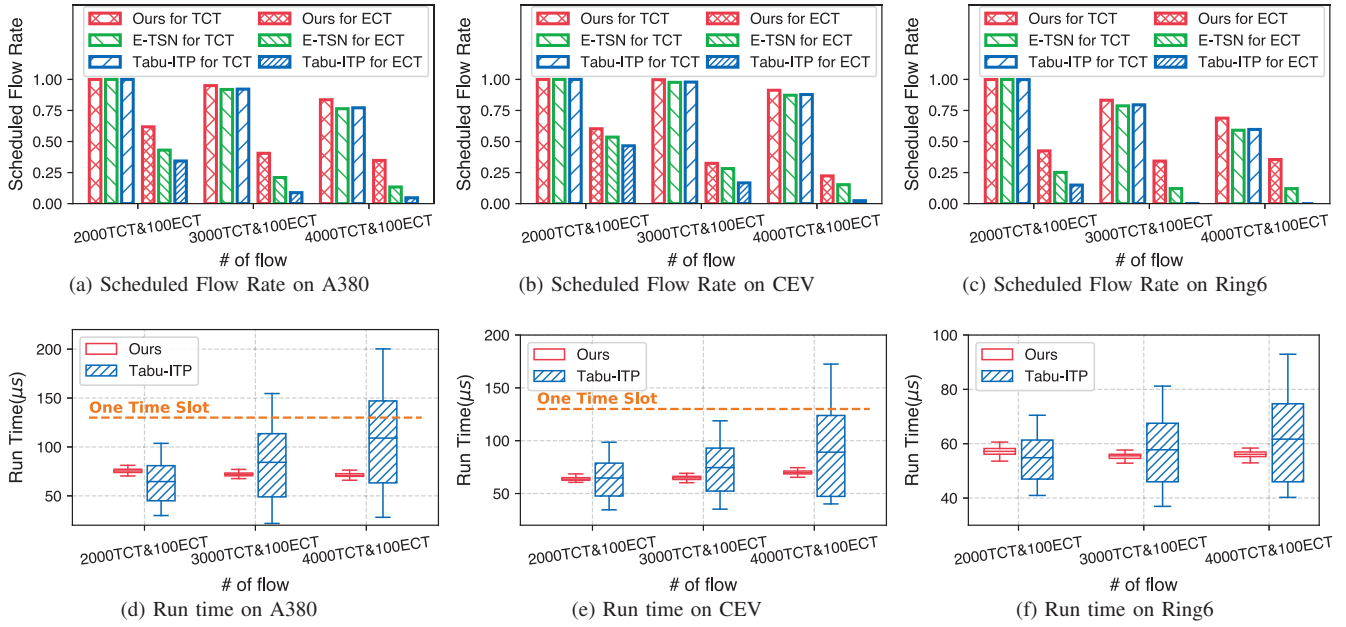 Ours for TCT Ours for ECT
E-TSN for TCT E-TSN for ECT
Tabu-ITP for TCT Tabu-ITP for ECT
Scheduled Flow Rate
1.00
0.75
0.50
0.25
0.00
2000TCT&100ECT 3000TCT&100ECT 4000TCT&100ECT
# of flow
(a) Scheduled Flow Rate on A380
Ours for TCT Ours for ECT
E-TSN for TCT E-TSN for ECT
Tabu-ITP for TCT Tabu-ITP for ECT
Scheduled Flow Rate
1.00
0.75
0.50
0.25
0.00
2000TCT&100ECT 3000TCT&100ECT 4000TCT&100ECT
# of flow
(b) Scheduled Flow Rate on CEV
Ours for TCT Ours for ECT
E-TSN for TCT E-TSN for ECT
Tabu-ITP for TCT Tabu-ITP for ECT
Scheduled Flow Rate
1.00
0.75
0.50
0.25
0.00
2000TCT&100ECT 3000TCT&100ECT 4000TCT&100ECT
# of flow
(c) Scheduled Flow Rate on Ring6
Ours
Tabu-ITP
One Time Slot
Run Time(μs)
200
150
100
50
2000TCT&100ECT 3000TCT&100ECT 4000TCT&100ECT
# of flow
(d) Run time on A380
Ours
Tabu-ITP
One Time Slot
Run Time(μs)
200
150
100
50
2000TCT&100ECT 3000TCT&100ECT 4000TCT&100ECT
# of flow
(e) Run time on CEV
Ours
Tabu-ITP
Run Time(μs)
100
80
60
40
2000TCT&100ECT 3000TCT&100ECT 4000TCT&100ECT
# of flow
(f) Run time on Ring6